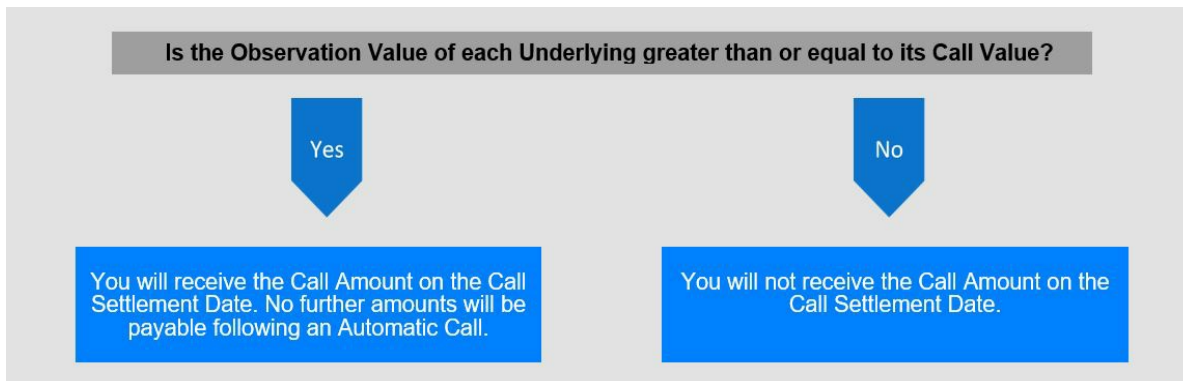 Is the Observation Value of each Underlying greater than or equal to its Call Value?
Yes
No
You will receive the Call Amount on the Call
Settlement Date. No further amounts will be
payable following an Automatic Call.
You will not receive the Call Amount on the
Call Settlement Date.